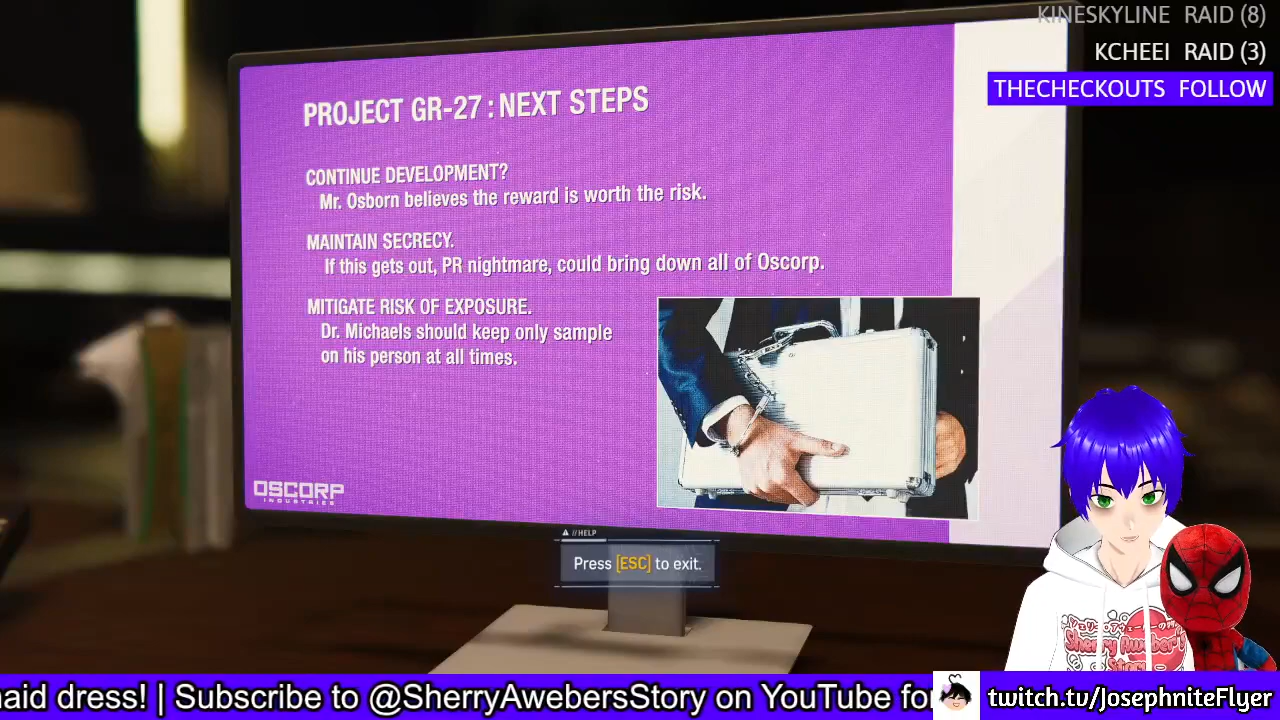 KINESKYLINE RAID (8)
KCHEEI RAID (3)
THECHECKOUTS FOLLOW
PROJECT GR-27 : NEXT STEPS
CONTINUE DEVELOPMENT?
Mr. Osborn believes the reward is worth the risk.
MAINTAIN SECRECY.
If this gets out, PR nightmare, could bring down all of Oscorp.
MITIGATE RISK OF EXPOSURE.
Dr. Michaels should keep only sample
on his person at all times.
OSCORP
INDUSTRIES
// HELP
Press [ESC] to exit.
Sherry Aweber's
Story
aid dress! | Subscribe to @SherryAwebersStory on YouTube for
twitch.tv/JosephniteFlyer